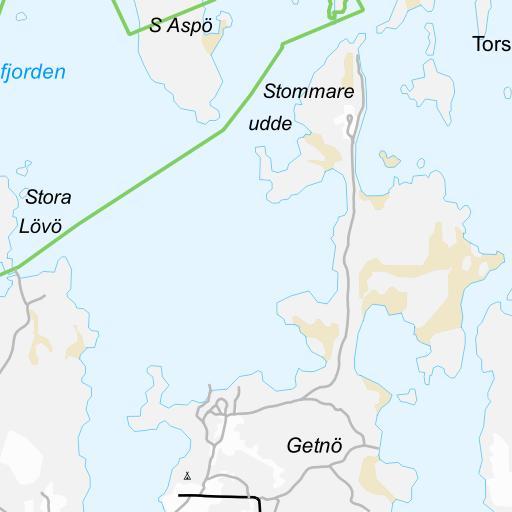 S Aspö
Tors
fjorden
Stommare
udde
Stora
Lövö
Getnö